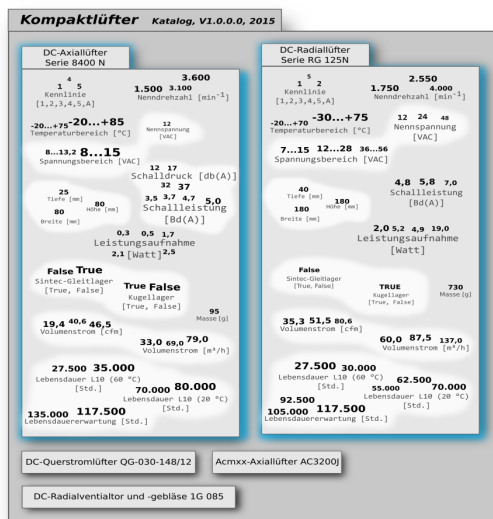 Kompaktlüfter Katalog, V1.0.0.0, 2015
DC-Axiallüfter
Serie 8400 N
4
1 5
Kennlinie
[1,2,3,4,5,A]
3.600
1.500 3.100
Nenndrehzahl [min⁻¹]
-20...+75 -20...+85
Temperaturbereich [°C]
12
Nennspannung
[VAC]
8...13,2 8...15
Spannungsbereich [VAC]
12 17
Schalldruck [db(A)]
25
Tiefe [mm]
80
Höhe [mm]
80
Breite [mm]
32 37
3,5 3,7 4,7 5,0
Schallleistung
[Bd(A)]
0,3 0,5 1,7
Leistungsaufnahme
2,1 [Watt] 2,5
False True
Sintec-Gleitlager
[True, False]
True False
Kugellager
[True, False]
95
Masse [g]
19,4 40,6 46,5
Volumenstrom [cfm]
33,0 69,0 79,0
Volumenstrom [m³/h]
27.500 35.000
Lebensdauer L10 (60 °C)
[Std.]
70.000 80.000
Lebensdauer L10 (20 °C)
[Std.]
135.000 117.500
Lebensdauererwartung [Std.]
DC-Radiallüfter
Serie RG 125N
5
1 2
Kennlinie
[1,2,3,4,5,A]
2.550
1.750 4.000
Nenndrehzahl [min⁻¹]
-20...+70 -30...+75
Temperaturbereich [°C]
12 24 48
Nennspannung
[VAC]
7...15 12...28 36...56
Spannungsbereich [VAC]
40
Tiefe [mm]
180
Höhe [mm]
180
Breite [mm]
4,8 5,8 7,0
Schallleistung
[Bd(A)]
2,0 5,2 4,9 19,0
Leistungsaufnahme
[Watt]
False
Sintec-Gleitlager
[True, False]
TRUE
Kugellager
[True, False]
730
Masse [g]
35,3 51,5 80,6
Volumenstrom [cfm]
60,0 87,5 137,0
Volumenstrom [m³/h]
27.500 30.000
Lebensdauer L10 (60 °C)
[Std.]
62.500
55.000 70.000
Lebensdauer L10 (20 °C)
[Std.]
92.500
105.000 117.500
Lebensdauererwartung [Std.]
DC-Querstromlüfter QG-030-148/12
Acmxx-Axiallüfter AC3200J
DC-Radialventialtor und -gebläse 1G 085